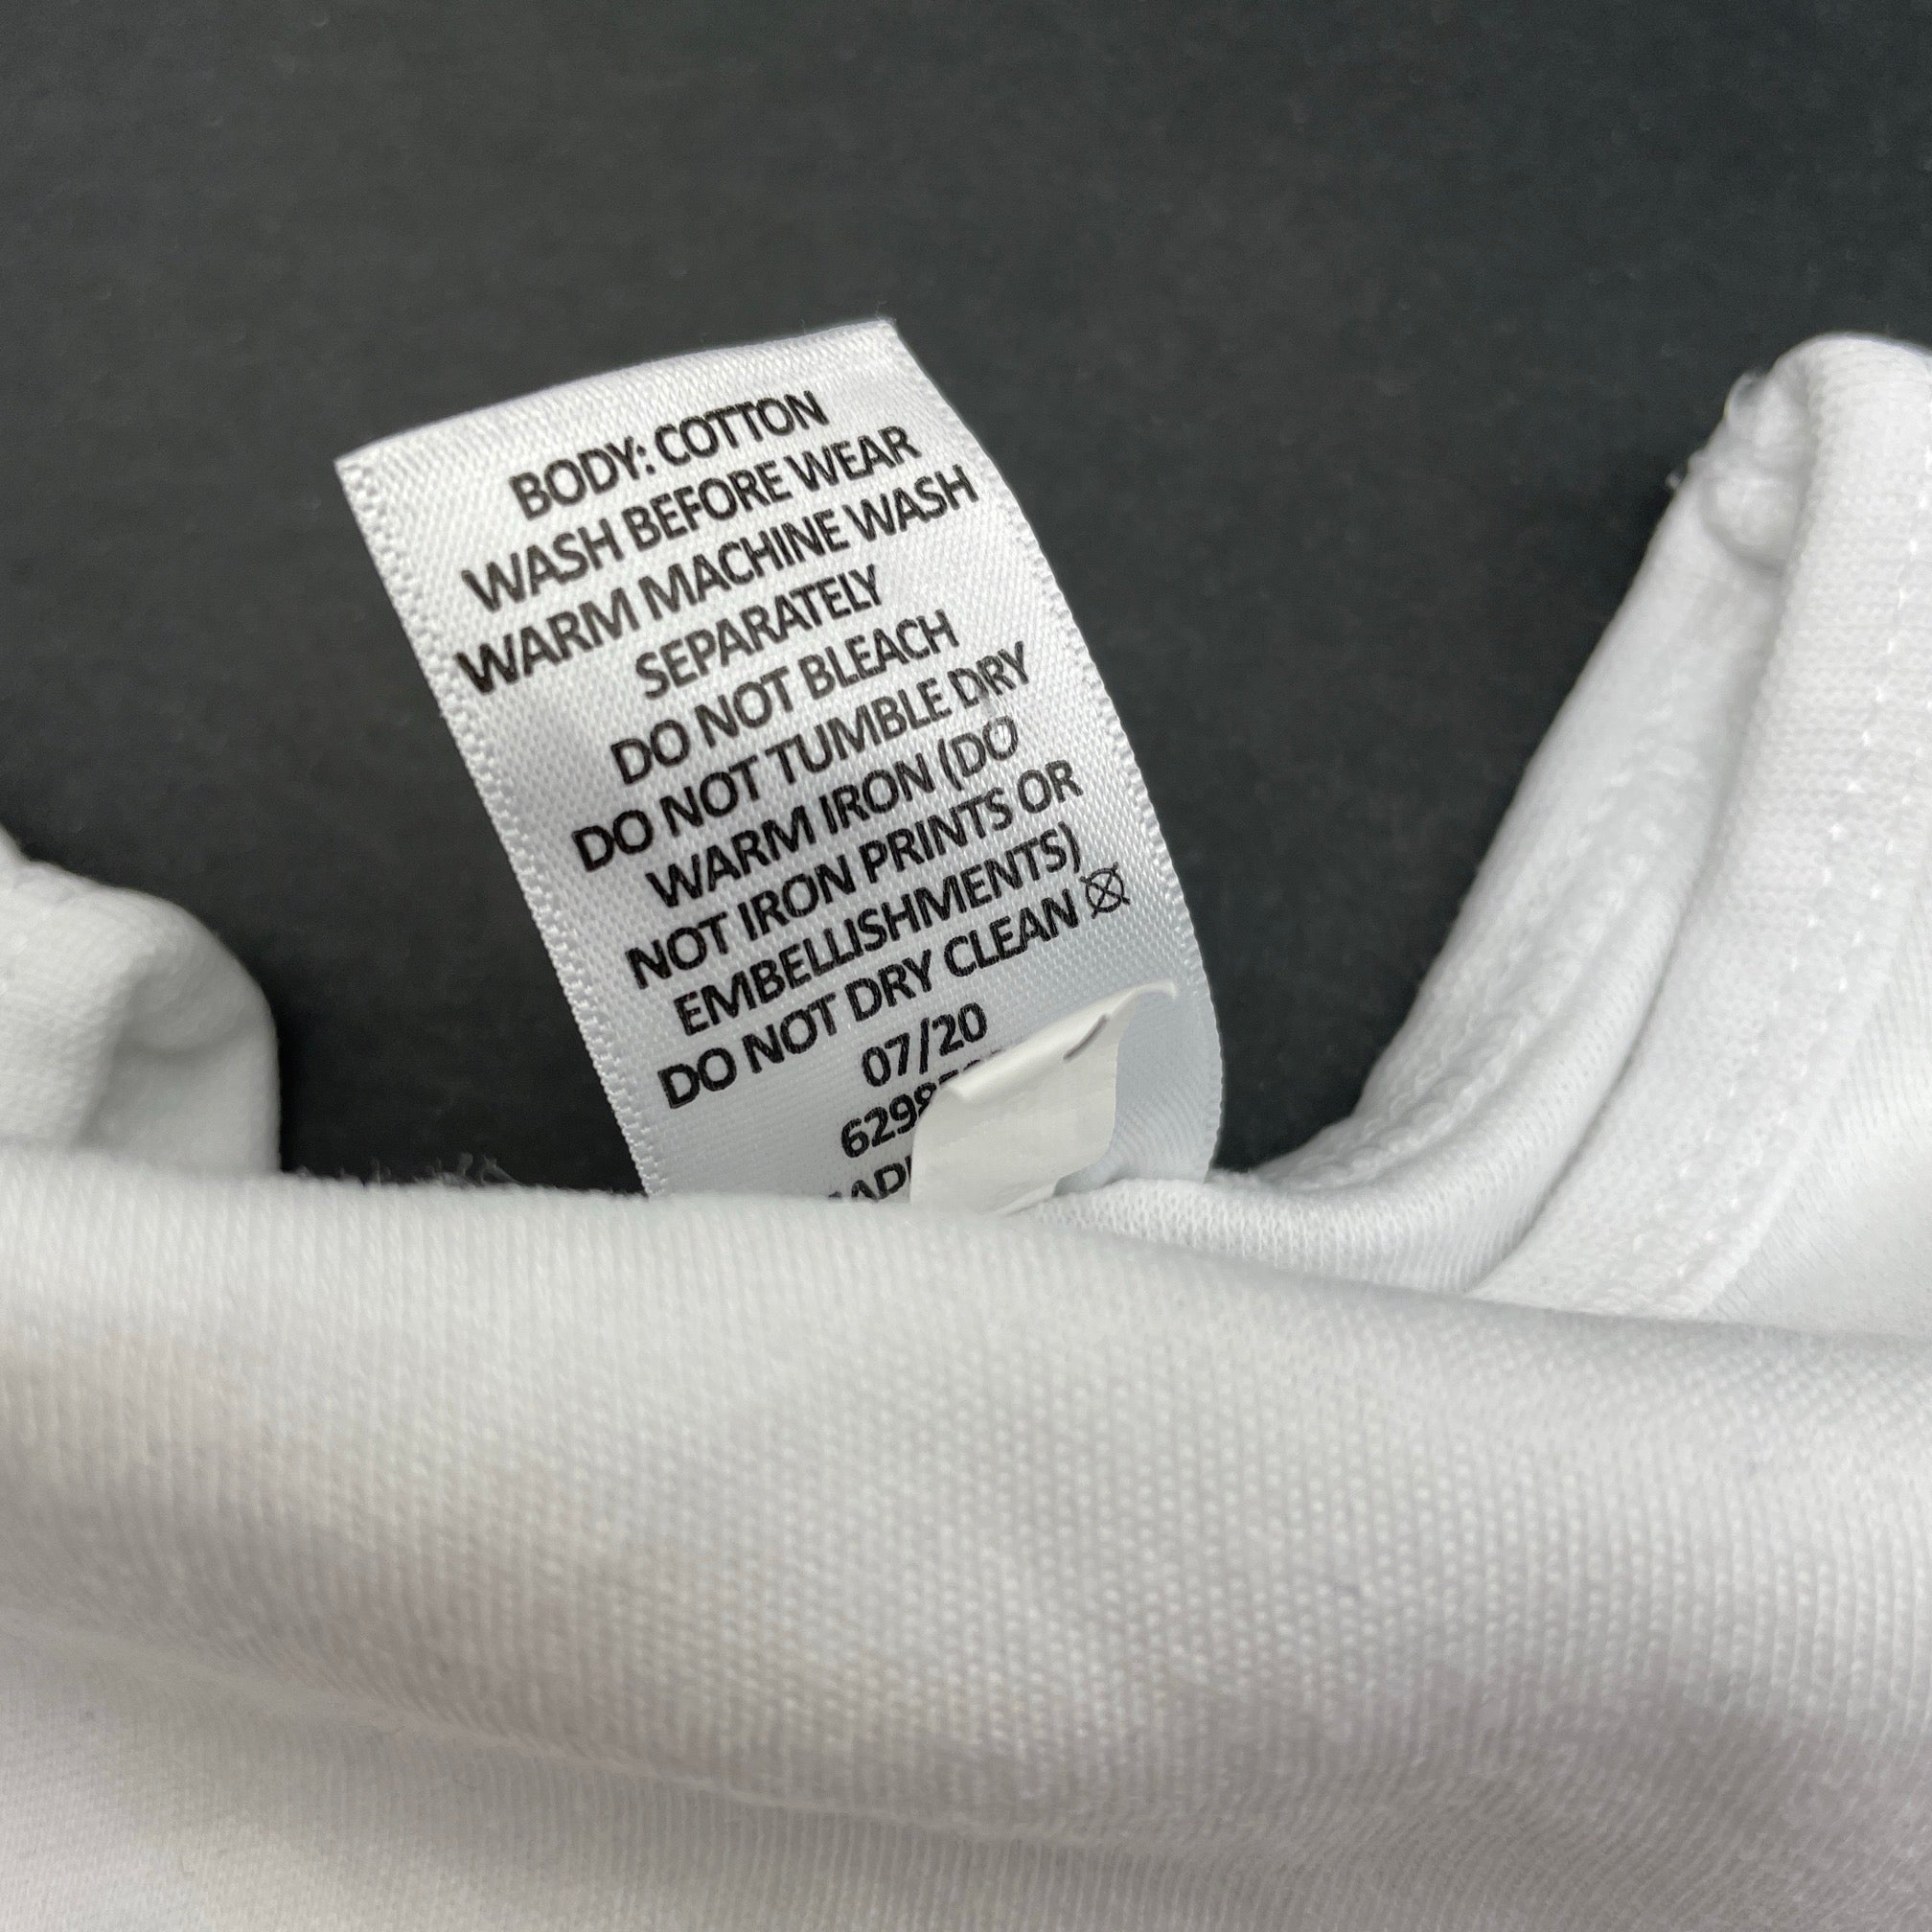 BODY: COTTON
WASH BEFORE WEAR
WARM MACHINE WASH
SEPARATELY
DO NOT BLEACH
DO NOT TUMBLE DRY
WARM IRON (DO
NOT IRON PRINTS OR
EMBELLISHMENTS)
DO NOT DRY CLEAN
07/20